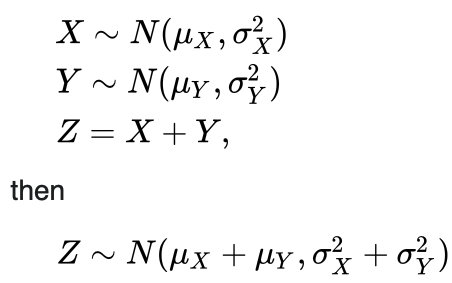 X ∼ N(μ_X, σ_X^2)
Y ∼ N(μ_Y, σ_Y^2)
Z = X + Y,
then
Z ∼ N(μ_X + μ_Y, σ_X^2 + σ_Y^2)